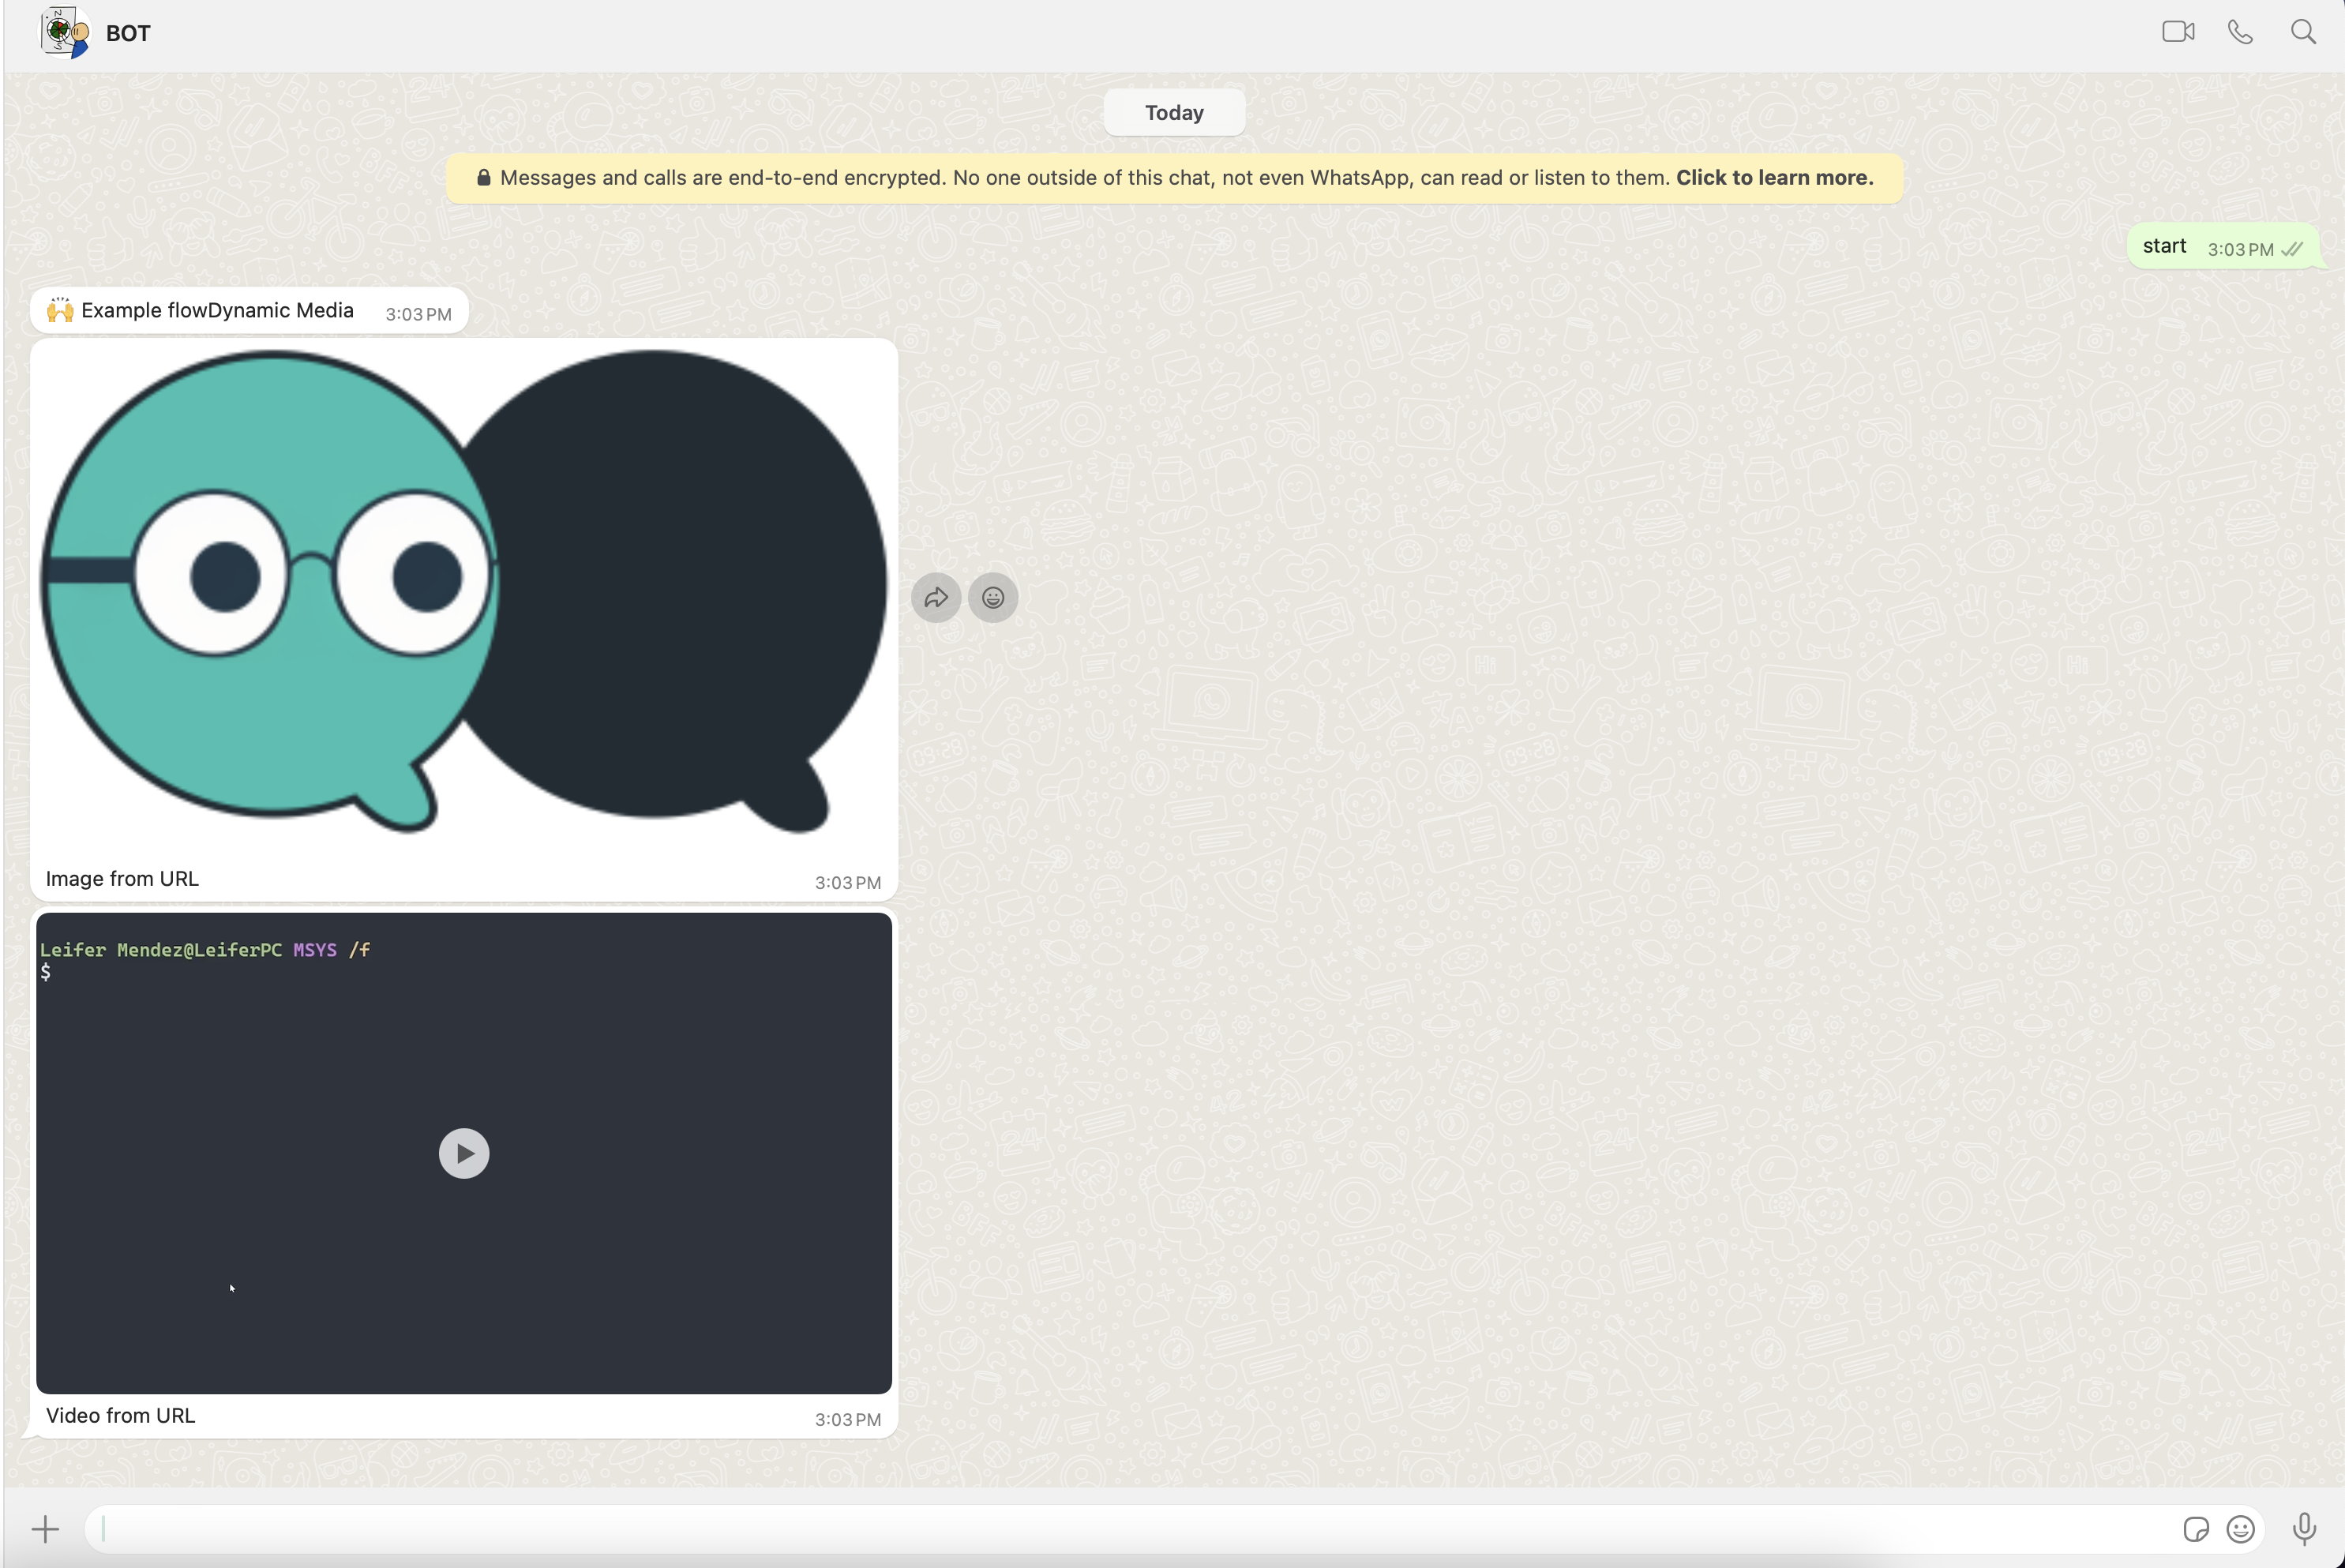 BOT
Today
Messages and calls are end-to-end encrypted. No one outside of this chat, not even WhatsApp, can read or listen to them. Click to learn more.
start 3:03 PM
🙌 Example flowDynamic Media 3:03 PM
Image from URL 3:03 PM
Leifer Mendez@LeiferPC MSYS /f
$
Video from URL 3:03 PM